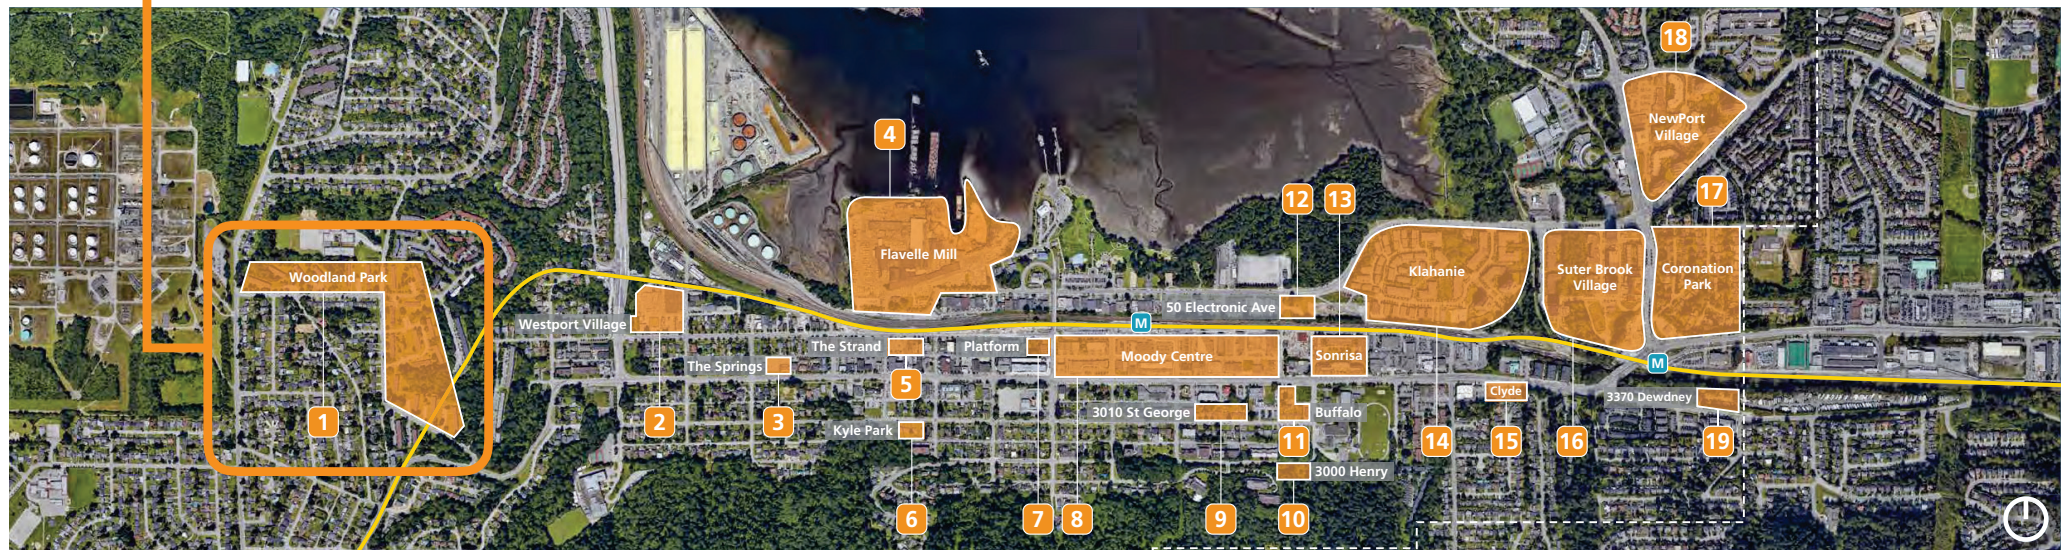 18
NewPort
Village
4
17
12
13
Flavelle Mill
Klahanie
Suter Brook
Village
Coronation
Park
Woodland Park
50 Electronic Ave
Westport Village
M
The Strand
Platform
Moody Centre
Sonrisa
The Springs
M
5
Clyde
3370 Dewdney
3010 St George
Buffalo
1
2
3
Kyle Park
11
14
15
16
19
3000 Henry
6
7
8
9
10